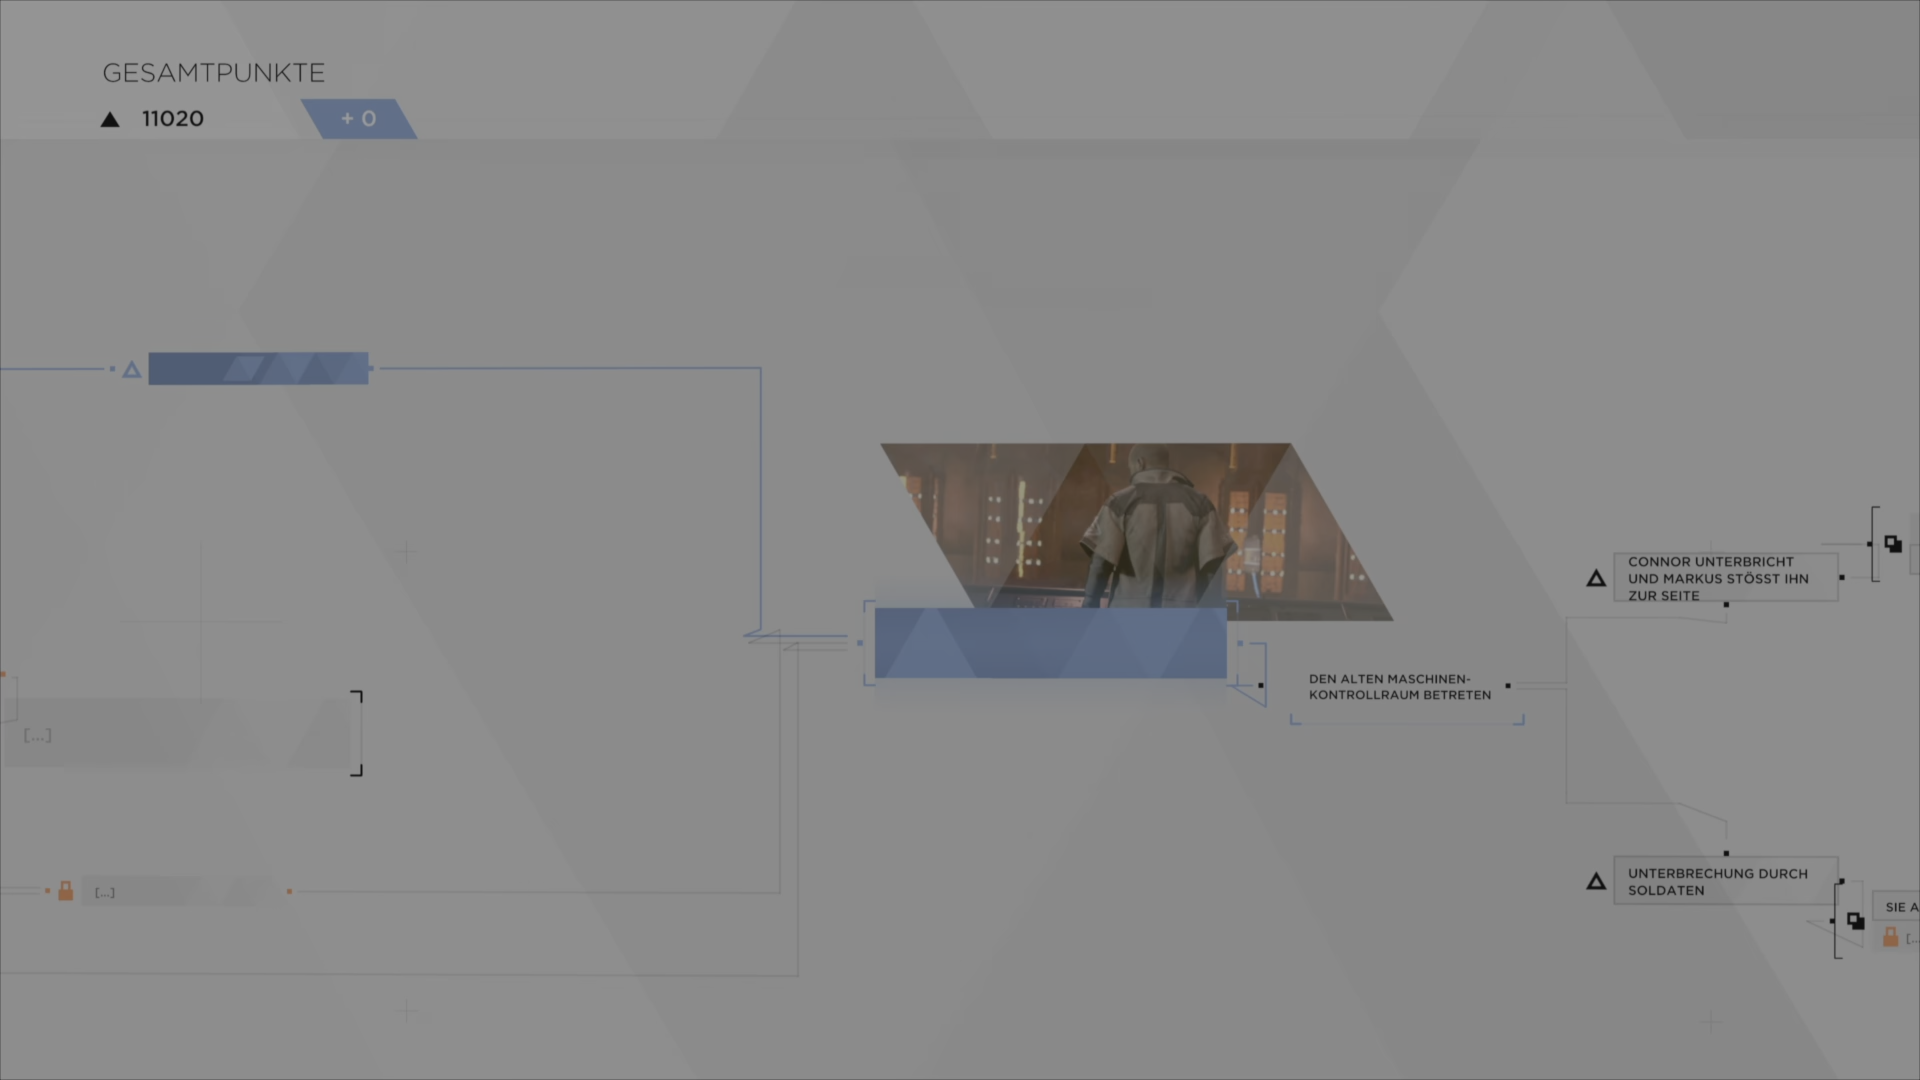 GESAMTPUNKTE
11020
+ 0
CONNOR UNTERBRICHT
UND MARKUS STÖSST IHN
ZUR SEITE
DEN ALTEN MASCHINEN-
KONTROLLRAUM BETRETEN
[...]
UNTERBRECHUNG DURCH
SOLDATEN
[...]
SIE A
[...